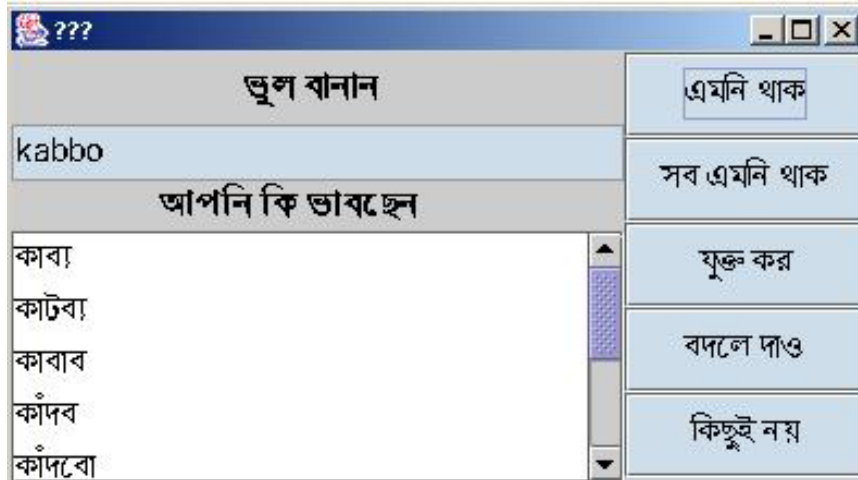 ???
ভুল বানান
kabbo
আপনি কি ভাবছেন
কাব্য
কাটব্য
কাবাব
কাঁদব
কাঁদবো
এমনি থাক
সব এমনি থাক
যুক্ত কর
বদলে দাও
কিছুই নয়